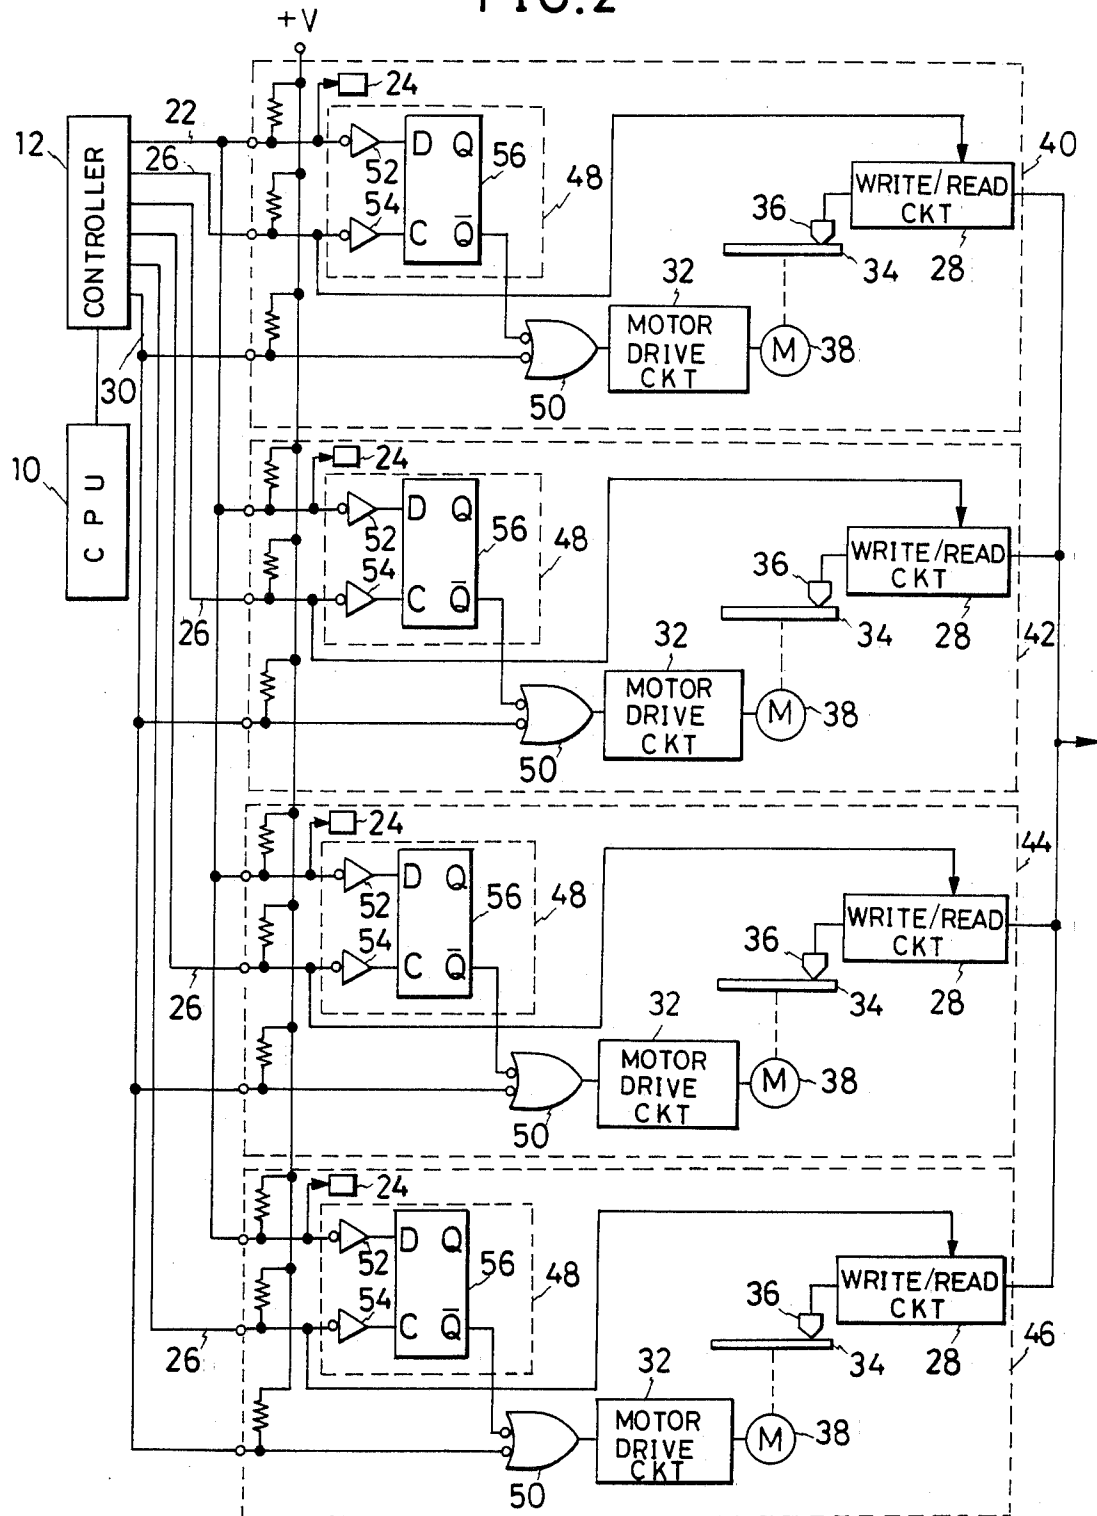 FIG.2
+V
24
22
12
26
CONTROLLER
52
D Q
56
48
54
C Q̅
40
WRITE/READ
CKT
36
34
28
32
MOTOR
DRIVE
CKT
M
38
50
30
10
CPU
24
D Q
52
56
48
54
C Q̅
26
WRITE/READ
CKT
36
34
28
42
32
MOTOR
DRIVE
CKT
M
38
50
24
D Q
52
56
48
54
C Q̅
26
44
WRITE/READ
CKT
36
34
28
32
MOTOR
DRIVE
CKT
M
38
50
24
D Q
52
56
48
54
C Q̅
26
WRITE/READ
CKT
36
34
28
46
32
MOTOR
DRIVE
CKT
M
38
50